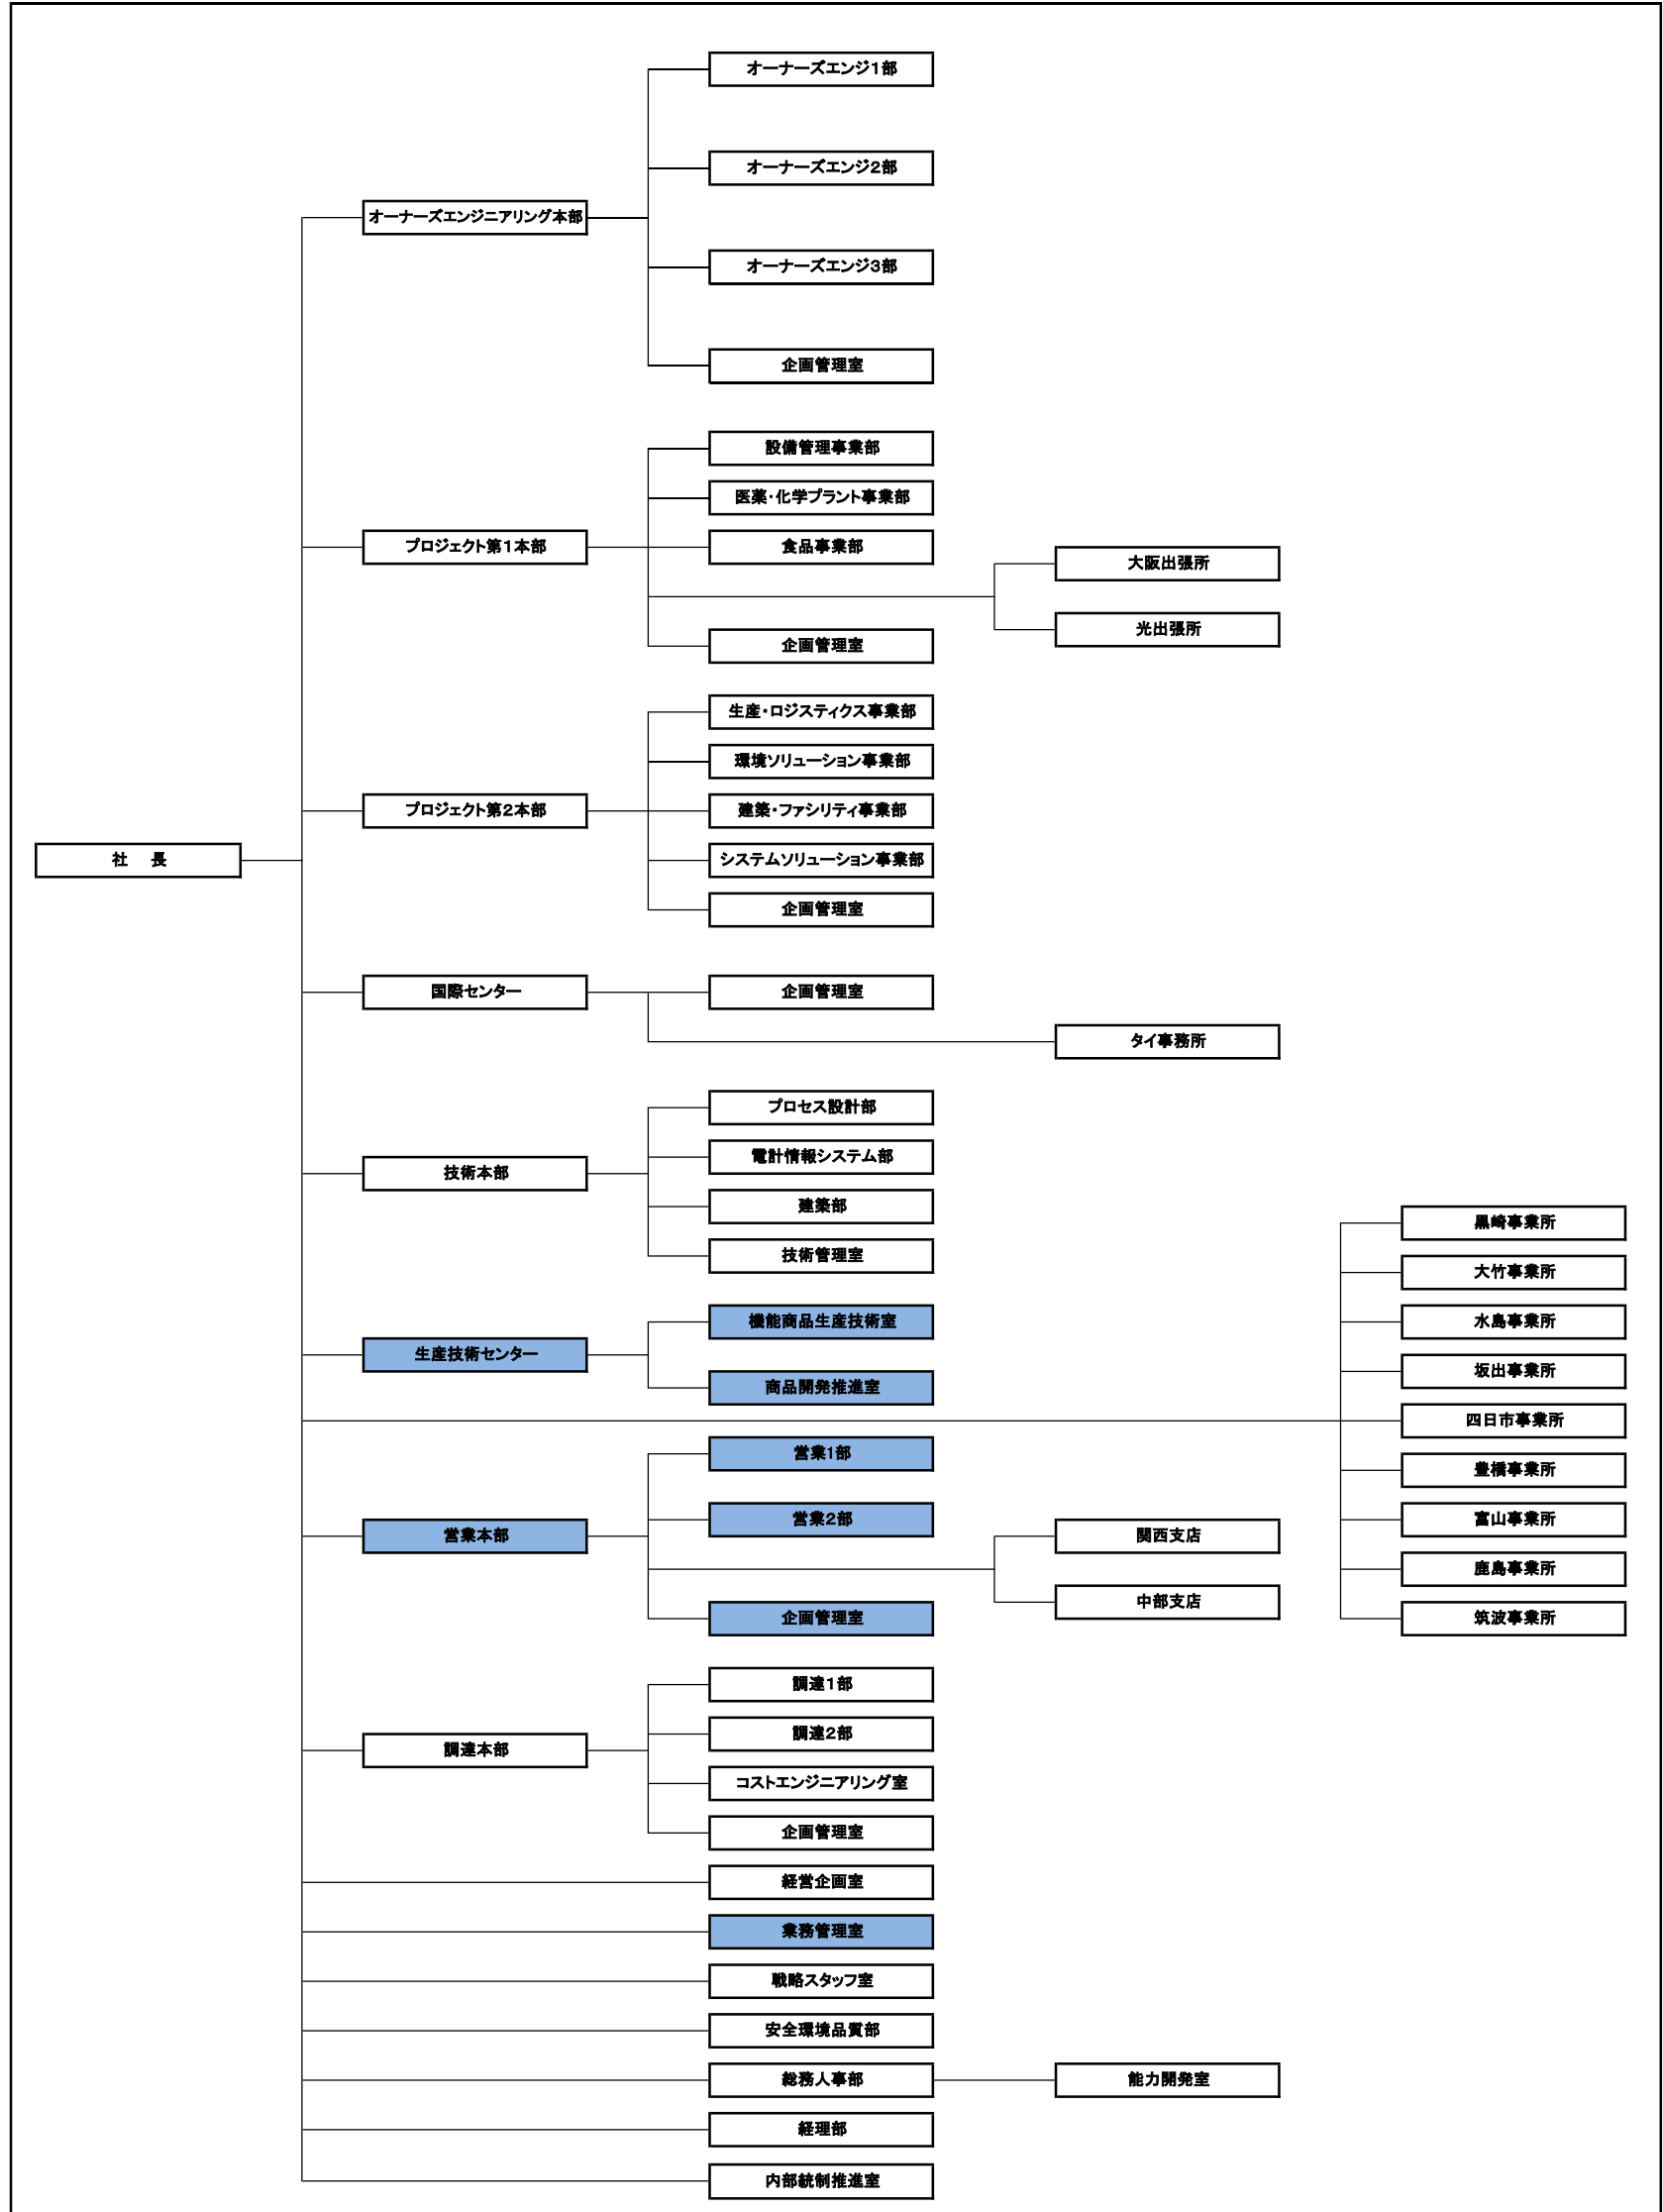 オーナーズエンジ1部
オーナーズエンジ2部
オーナーズエンジニアリング本部
オーナーズエンジ3部
企画管理室
設備管理事業部
医薬・化学プラント事業部
プロジェクト第1本部
食品事業部
大阪出張所
光出張所
企画管理室
生産・ロジスティクス事業部
環境ソリューション事業部
プロジェクト第2本部
建築・ファシリティ事業部
社　長
システムソリューション事業部
企画管理室
国際センター
企画管理室
タイ事務所
プロセス設計部
電計情報システム部
技術本部
建築部
技術管理室
黒崎事業所
大竹事業所
機能商品生産技術室
水島事業所
生産技術センター
商品開発推進室
坂出事業所
四日市事業所
営業1部
豊橋事業所
営業2部
富山事業所
営業本部
関西支店
鹿島事業所
中部支店
企画管理室
筑波事業所
調達1部
調達2部
調達本部
コストエンジニアリング室
企画管理室
経営企画室
業務管理室
戦略スタッフ室
安全環境品質部
総務人事部
能力開発室
経理部
内部統制推進室